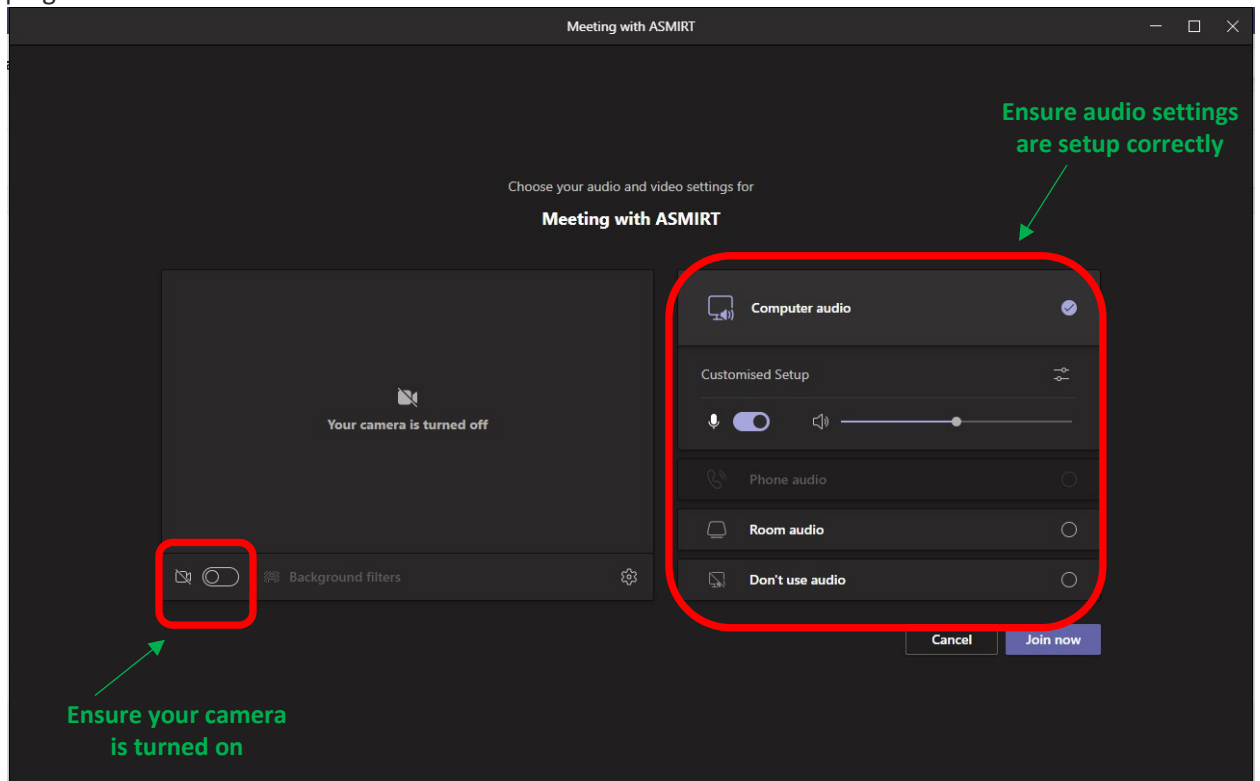 Meeting with ASMIRT
Ensure audio settings
are setup correctly
Choose your audio and video settings for
Meeting with ASMIRT
Computer audio
Customised Setup
Your camera is turned off
Phone audio
Room audio
Background filters
Don't use audio
Cancel
Join now
Ensure your camera
is turned on